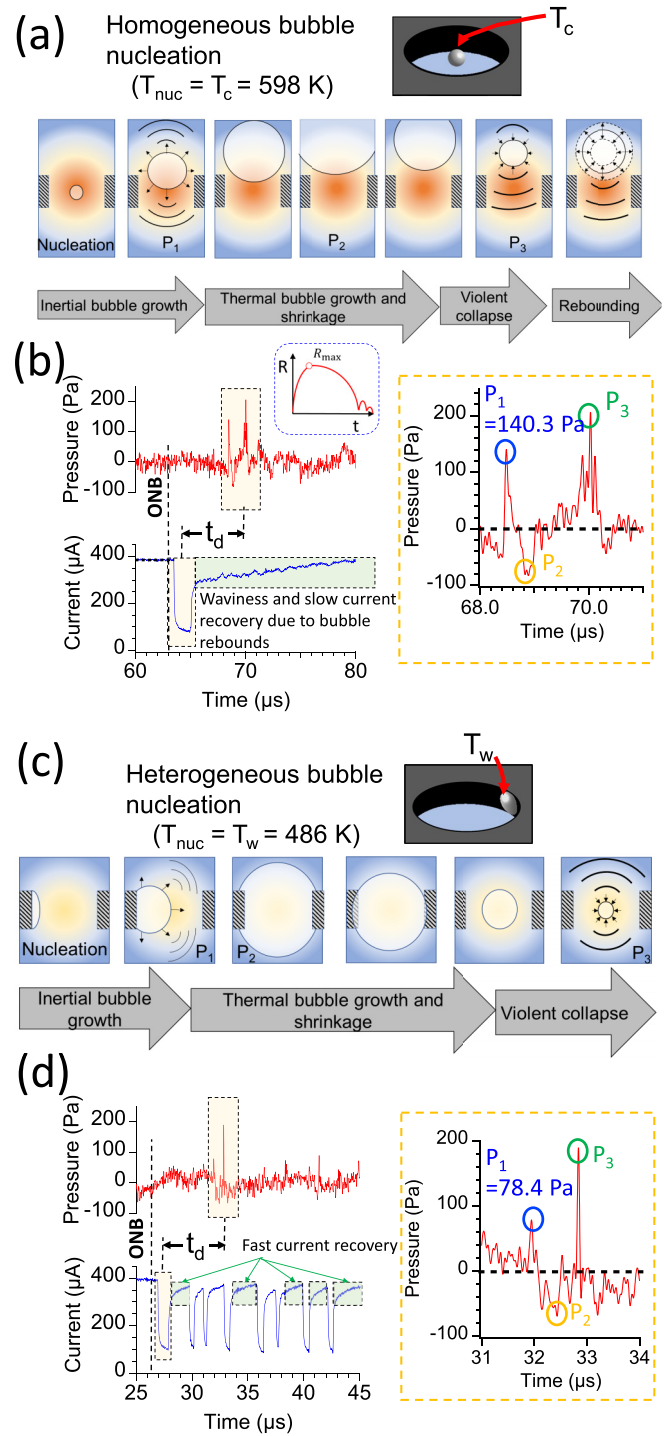 (a)
Homogeneous bubble
nucleation
(Tnuc = Tc = 598 K)
Tc
Nucleation
P1
P2
P3
Inertial bubble growth
Thermal bubble growth and
shrinkage
Violent
collapse
Rebounding
(b)
Pressure (Pa)
200
100
0
-100
ONB
td
R
Rmax
t
Current (µA)
400
200
0
Waviness and slow current
recovery due to bubble
rebounds
60
70
80
Time (µs)
Pressure (Pa)
200
100
0
-100
P1
=140.3 Pa
P3
P2
68.0
70.0
Time (µs)
(c)
Heterogeneous bubble
nucleation
(Tnuc = Tw = 486 K)
Tw
Nucleation
P1
P2
P3
Inertial bubble
growth
Thermal bubble growth and
shrinkage
Violent collapse
(d)
Pressure (Pa)
200
100
0
-100
ONB
td
Fast current recovery
Current (µA)
400
200
0
25
30
35
40
45
Time (µs)
Pressure (Pa)
200
100
0
-100
P1
=78.4 Pa
P3
P2
31
32
33
34
Time (µs)